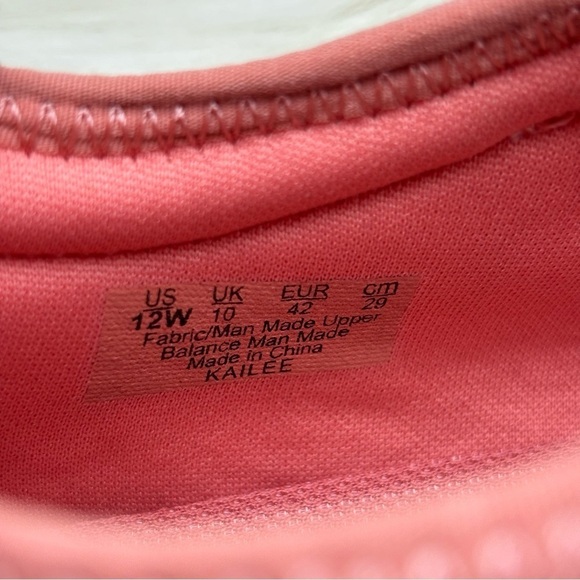 US UK EUR cm
12W 10 42 29
Fabric/Man Made Upper
Balance Man Made
Made in China
KAILEE